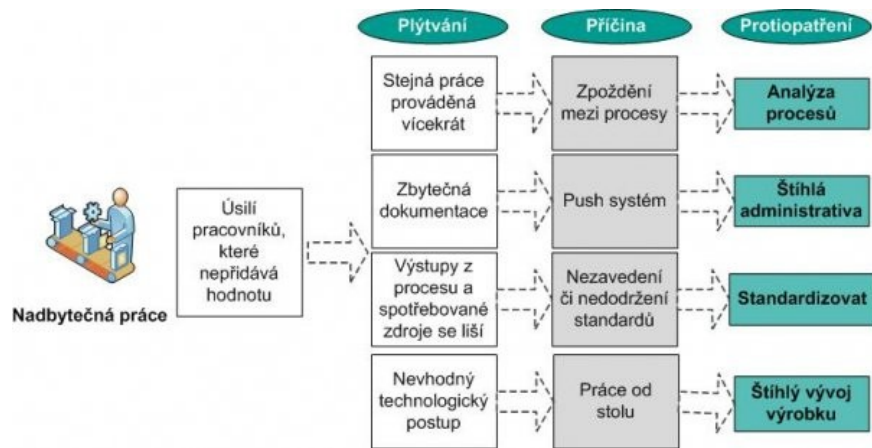 Plýtvání
Příčina
Protiopatření
Stejná práce
prováděná
vícekrát
Zpoždění
mezi procesy
Analýza
procesů
Zbytečná
dokumentace
Push systém
Štíhlá
administrativa
Úsilí
pracovníků,
které
nepřidává
hodnotu
Nadbytečná práce
Výstupy z
procesu a
spotřebované
zdroje se liší
Nezavedení
či nedodržení
standardů
Standardizovat
Nevhodný
technologický
postup
Práce od
stolu
Štíhlý vývoj
výrobku